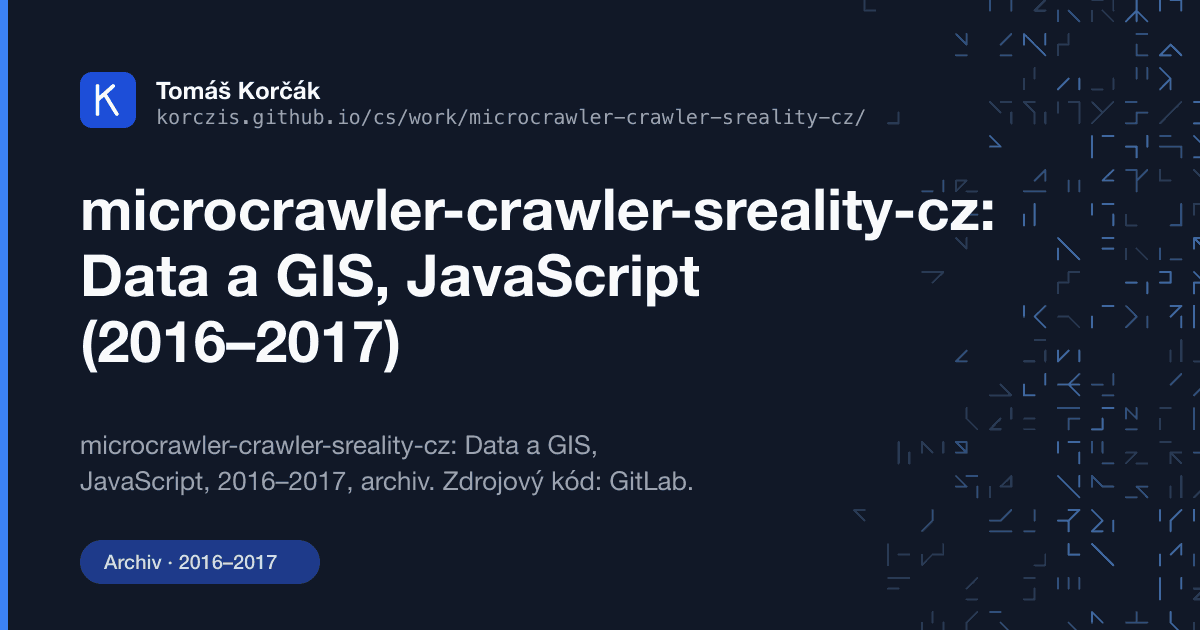 K
Tomáš Korčák
korczis.github.io/cs/work/microcrawler-crawler-sreality-cz/
microcrawler-crawler-sreality-cz:
Data a GIS, JavaScript
(2016–2017)
microcrawler-crawler-sreality-cz: Data a GIS,
JavaScript, 2016–2017, archiv. Zdrojový kód: GitLab.
Archiv · 2016–2017